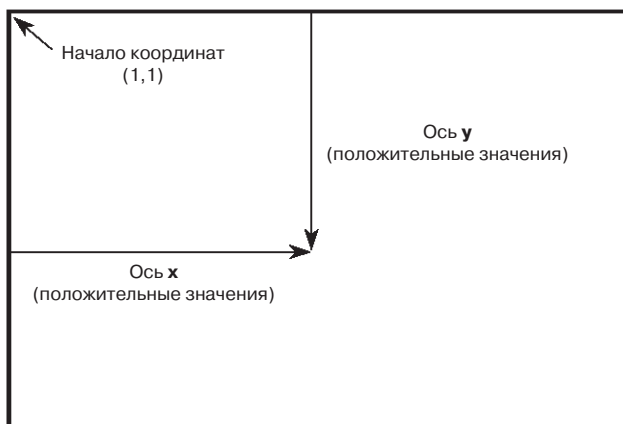 Начало координат
(1,1)
Ось y
(положительные значения)
Ось x
(положительные значения)